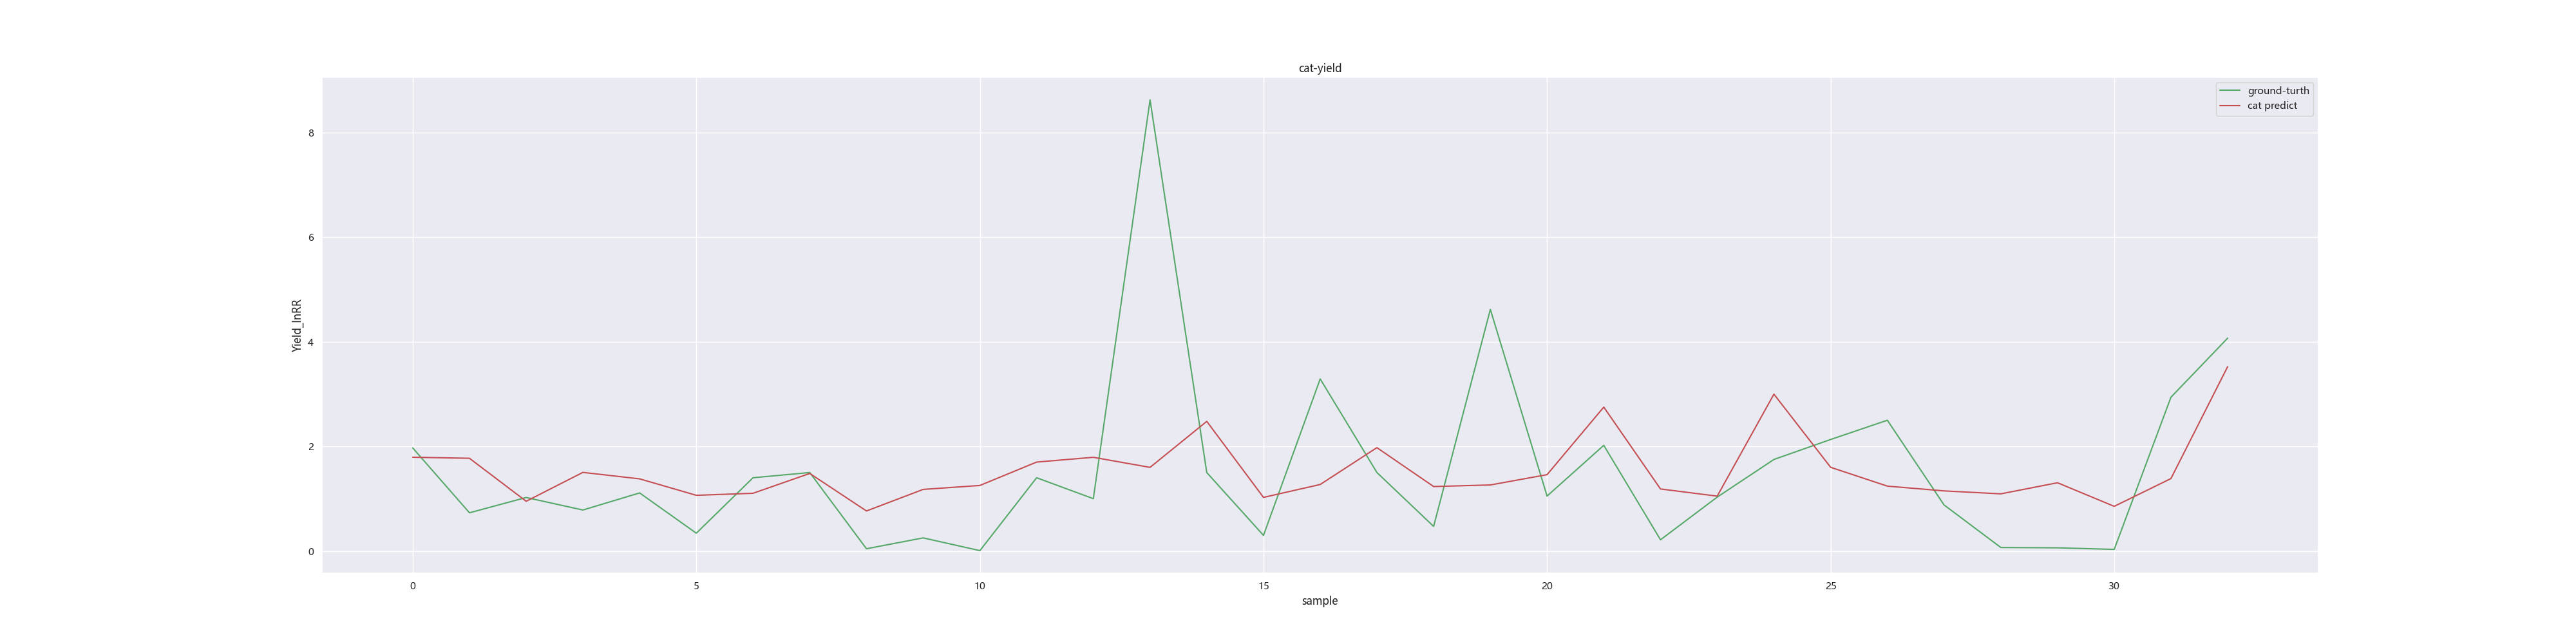 cat-yield
ground-turth
cat predict
8
6
4
2
0
Yield_lnRR
0 5 10 15 20 25 30
sample